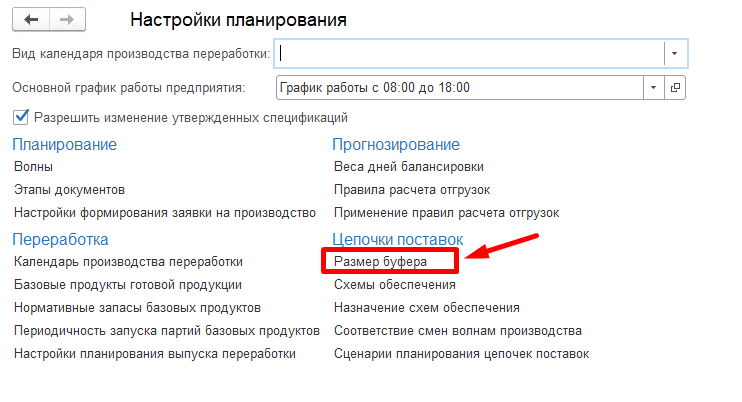 Настройки планирования
Вид календаря производства переработки:
Основной график работы предприятия: График работы с 08:00 до 18:00
Разрешить изменение утвержденных спецификаций
Планирование
Волны
Этапы документов
Настройки формирования заявки на производство
Прогнозирование
Веса дней балансировки
Правила расчета отгрузок
Применение правил расчета отгрузок
Переработка
Календарь производства переработки
Базовые продукты готовой продукции
Нормативные запасы базовых продуктов
Периодичность запуска партий базовых продуктов
Настройки планирования выпуска переработки
Цепочки поставок
Размер буфера
Схемы обеспечения
Назначение схем обеспечения
Соответствие смен волнам производства
Сценарии планирования цепочек поставок